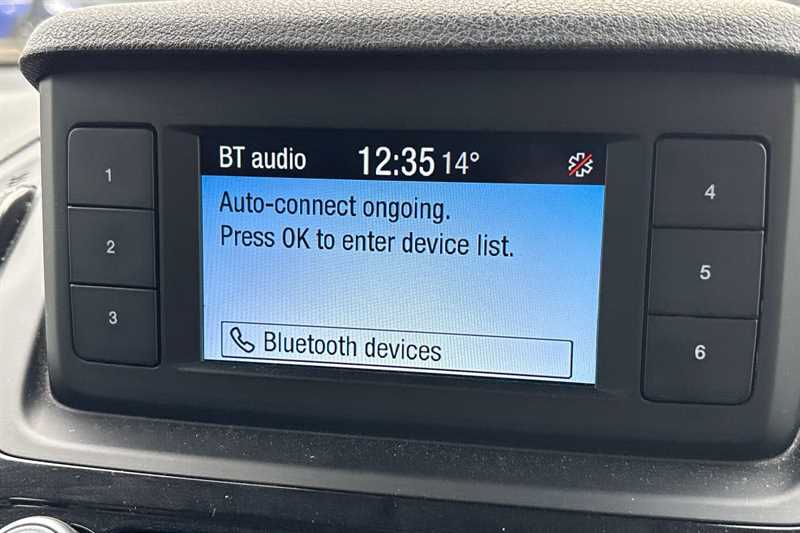 BT audio 12:35 14°
Auto-connect ongoing.
Press OK to enter device list.
Bluetooth devices
1
2
3
4
5
6